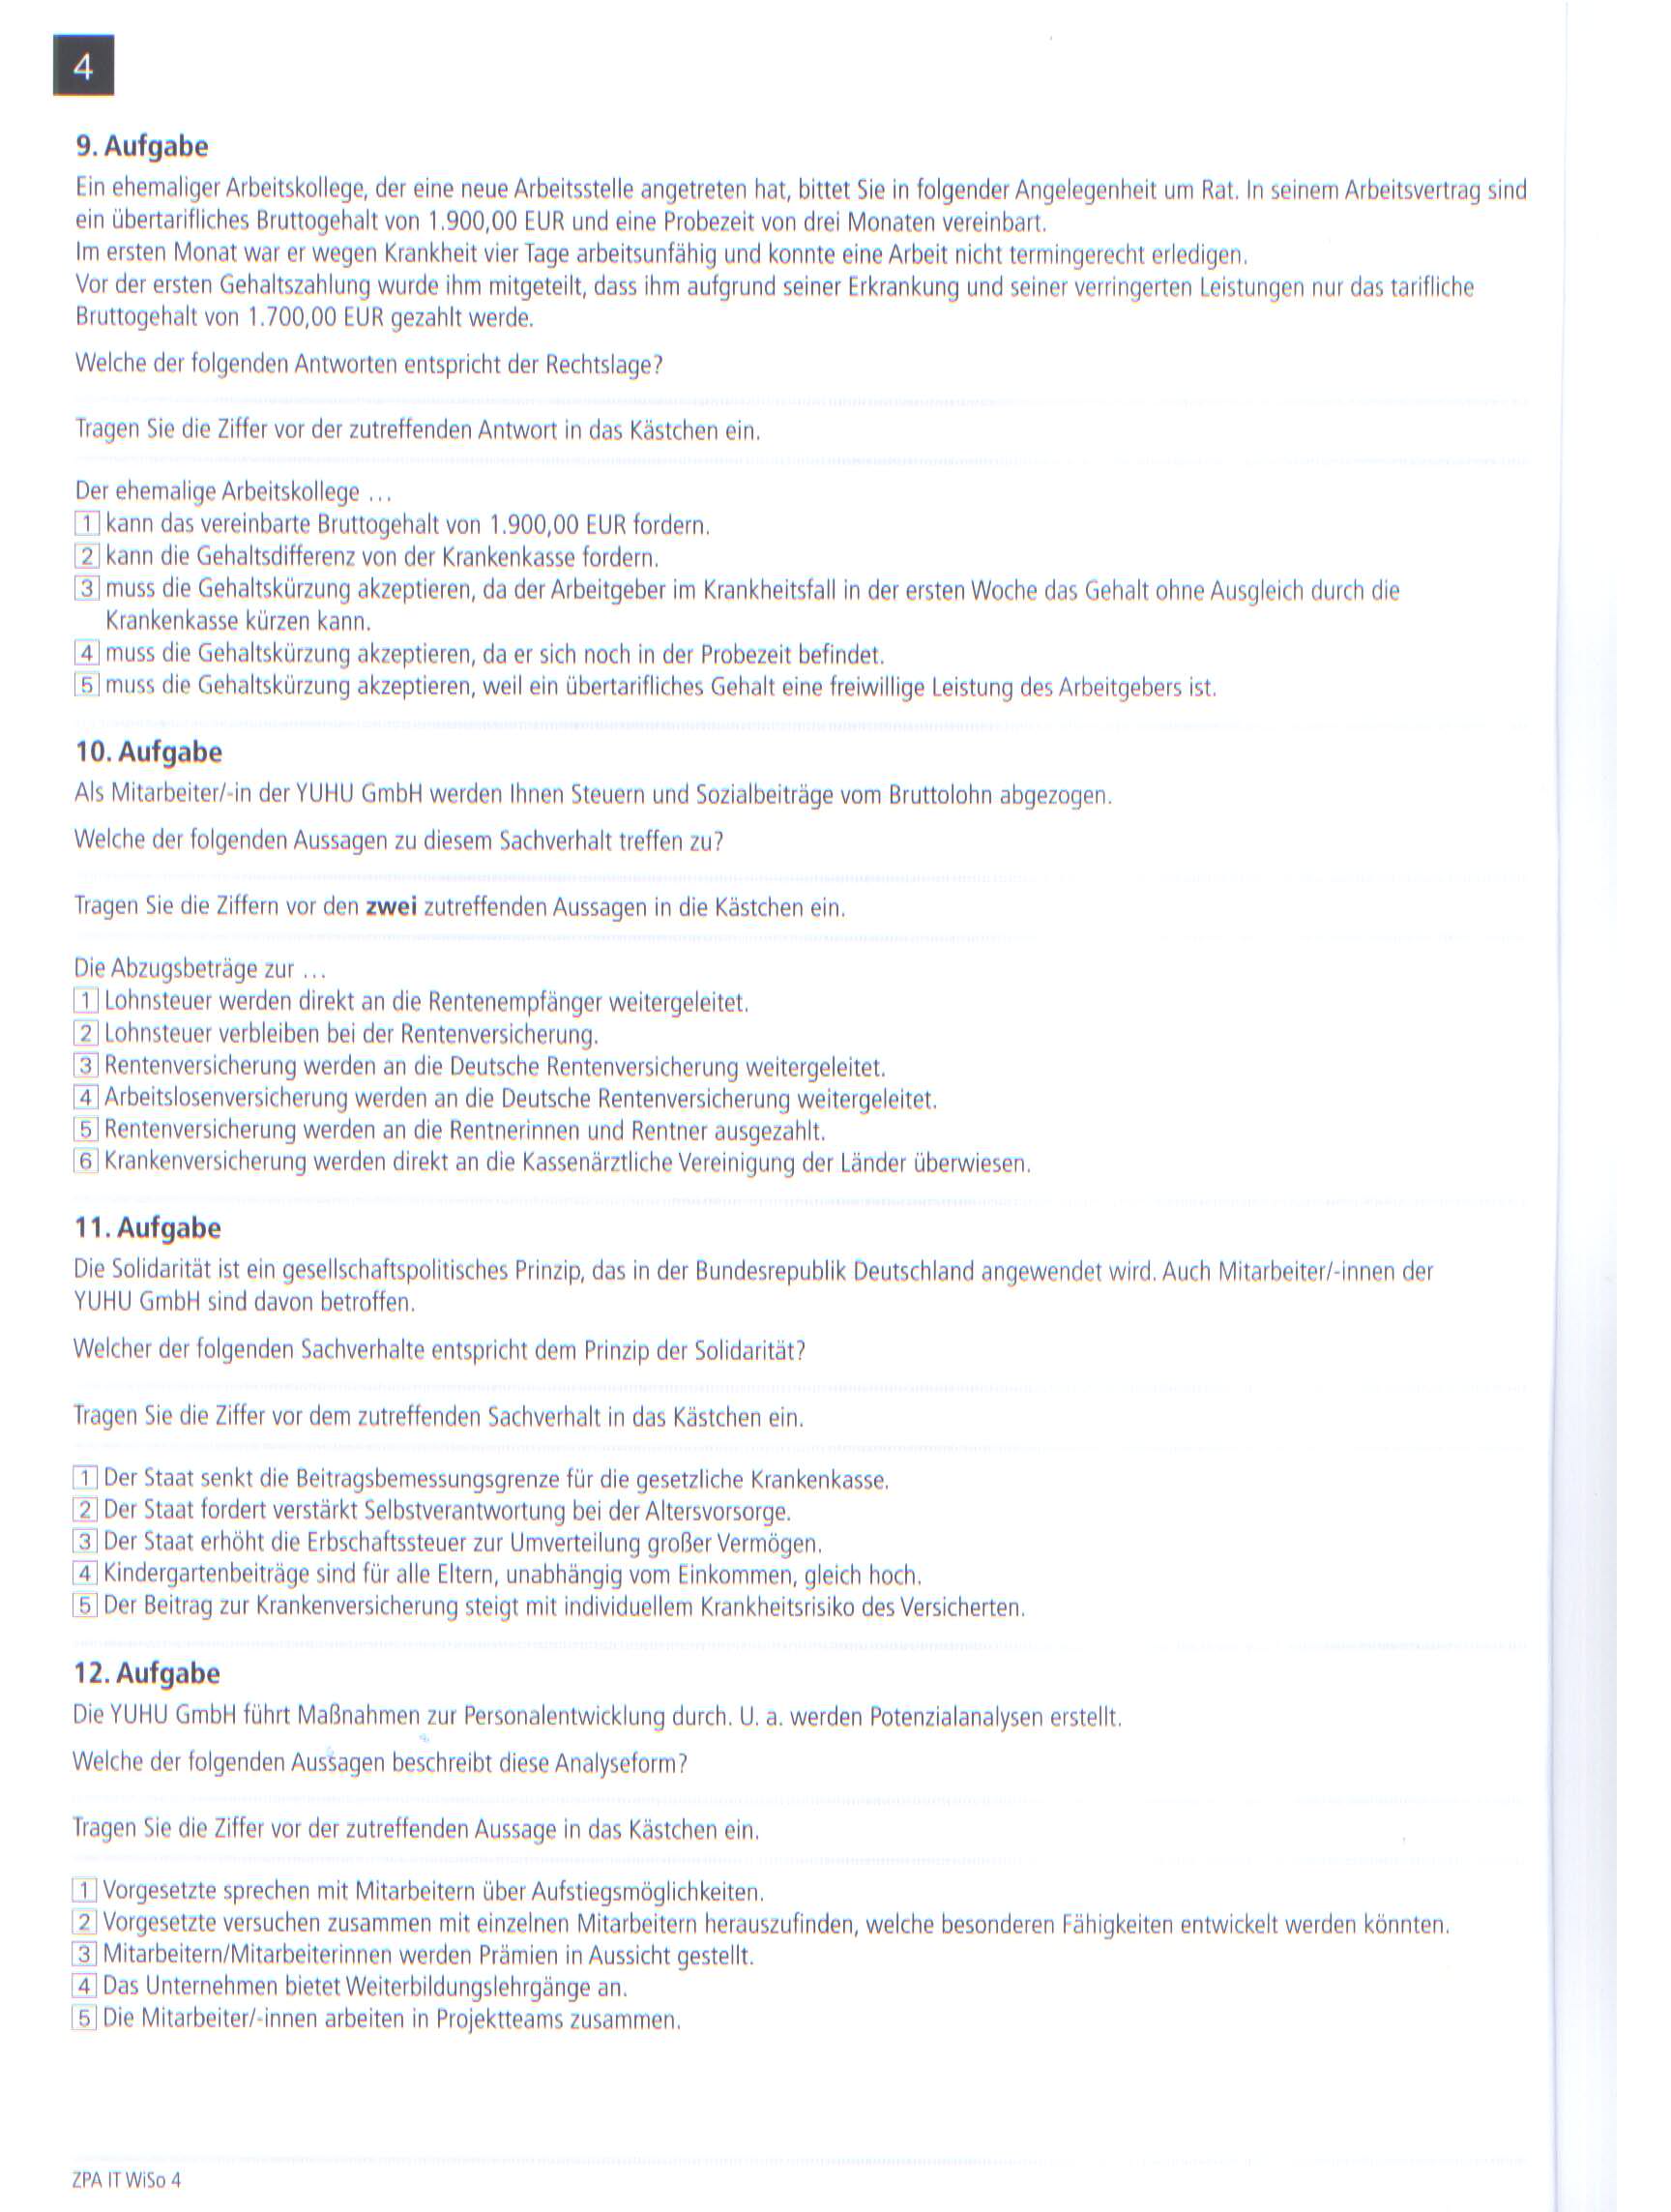 4
9. Aufgabe
Ein ehemaliger Arbeitskollege, der eine neue Arbeitsstelle angetreten hat, bittet Sie in folgender Angelegenheit um Rat. In seinem Arbeitsvertrag sind
ein übertarifliches Bruttogehalt von 1.900,00 EUR und eine Probezeit von drei Monaten vereinbart.
Im ersten Monat war er wegen Krankheit vier Tage arbeitsunfähig und konnte eine Arbeit nicht termingerecht erledigen.
Vor der ersten Gehaltszahlung wurde ihm mitgeteilt, dass ihm aufgrund seiner Erkrankung und seiner verringerten Leistungen nur das tarifliche
Bruttogehalt von 1.700,00 EUR gezahlt werde.
Welche der folgenden Antworten entspricht der Rechtslage?
Tragen Sie die Ziffer vor der zutreffenden Antwort in das Kästchen ein.
Der ehemalige Arbeitskollege ...
1 kann das vereinbarte Bruttogehalt von 1.900,00 EUR fordern.
2 kann die Gehaltsdifferenz von der Krankenkasse fordern.
3 muss die Gehaltskürzung akzeptieren, da der Arbeitgeber im Krankheitsfall in der ersten Woche das Gehalt ohne Ausgleich durch die
Krankenkasse kürzen kann.
4 muss die Gehaltskürzung akzeptieren, da er sich noch in der Probezeit befindet.
5 muss die Gehaltskürzung akzeptieren, weil ein übertarifliches Gehalt eine freiwillige Leistung des Arbeitgebers ist.
10. Aufgabe
Als Mitarbeiter/-in der YUHU GmbH werden Ihnen Steuern und Sozialbeiträge vom Bruttolohn abgezogen.
Welche der folgenden Aussagen zu diesem Sachverhalt treffen zu?
Tragen Sie die Ziffern vor den zwei zutreffenden Aussagen in die Kästchen ein.
Die Abzugsbeträge zur ...
1 Lohnsteuer werden direkt an die Rentenempfänger weitergeleitet.
2 Lohnsteuer verbleiben bei der Rentenversicherung.
3 Rentenversicherung werden an die Deutsche Rentenversicherung weitergeleitet.
4 Arbeitslosenversicherung werden an die Deutsche Rentenversicherung weitergeleitet.
5 Rentenversicherung werden an die Rentnerinnen und Rentner ausgezahlt.
6 Krankenversicherung werden direkt an die Kassenärztliche Vereinigung der Länder überwiesen.
11. Aufgabe
Die Solidarität ist ein gesellschaftspolitisches Prinzip, das in der Bundesrepublik Deutschland angewendet wird. Auch Mitarbeiter/-innen der
YUHU GmbH sind davon betroffen.
Welcher der folgenden Sachverhalte entspricht dem Prinzip der Solidarität?
Tragen Sie die Ziffer vor dem zutreffenden Sachverhalt in das Kästchen ein.
1 Der Staat senkt die Beitragsbemessungsgrenze für die gesetzliche Krankenkasse.
2 Der Staat fordert verstärkt Selbstverantwortung bei der Altersvorsorge.
3 Der Staat erhöht die Erbschaftssteuer zur Umverteilung großer Vermögen.
4 Kindergartenbeiträge sind für alle Eltern, unabhängig vom Einkommen, gleich hoch.
5 Der Beitrag zur Krankenversicherung steigt mit individuellem Krankheitsrisiko des Versicherten.
12. Aufgabe
Die YUHU GmbH führt Maßnahmen zur Personalentwicklung durch. U. a. werden Potenzialanalysen erstellt.
Welche der folgenden Aussagen beschreibt diese Analyseform?
Tragen Sie die Ziffer vor der zutreffenden Aussage in das Kästchen ein.
1 Vorgesetzte sprechen mit Mitarbeitern über Aufstiegsmöglichkeiten.
2 Vorgesetzte versuchen zusammen mit einzelnen Mitarbeitern herauszufinden, welche besonderen Fähigkeiten entwickelt werden könnten.
3 Mitarbeitern/Mitarbeiterinnen werden Prämien in Aussicht gestellt.
4 Das Unternehmen bietet Weiterbildungslehrgänge an.
5 Die Mitarbeiter/-innen arbeiten in Projektteams zusammen.
ZPA IT WiSo 4